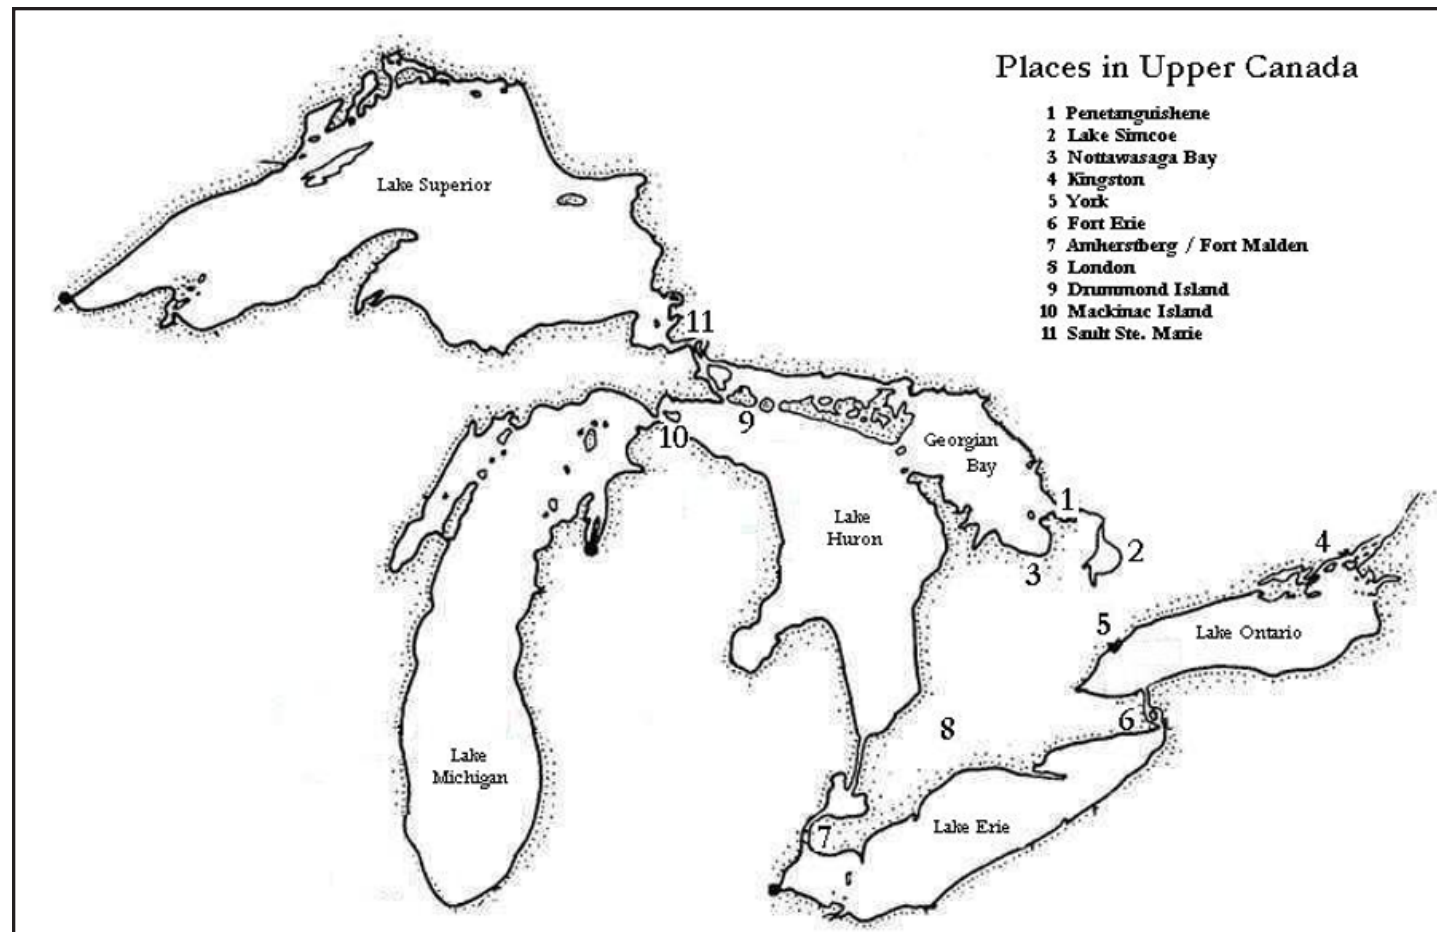 Places in Upper Canada
1 Penetanguishene
2 Lake Simcoe
3 Nottawasaga Bay
4 Kingston
5 York
6 Fort Erie
7 Amherstberg / Fort Malden
8 London
9 Drummond Island
10 Mackinac Island
11 Sault Ste. Marie
Lake Superior
11
9
10
Georgian
Bay
1
Lake
Huron
2
3
4
5
Lake Ontario
6
8
Lake
Michigan
7
Lake Erie